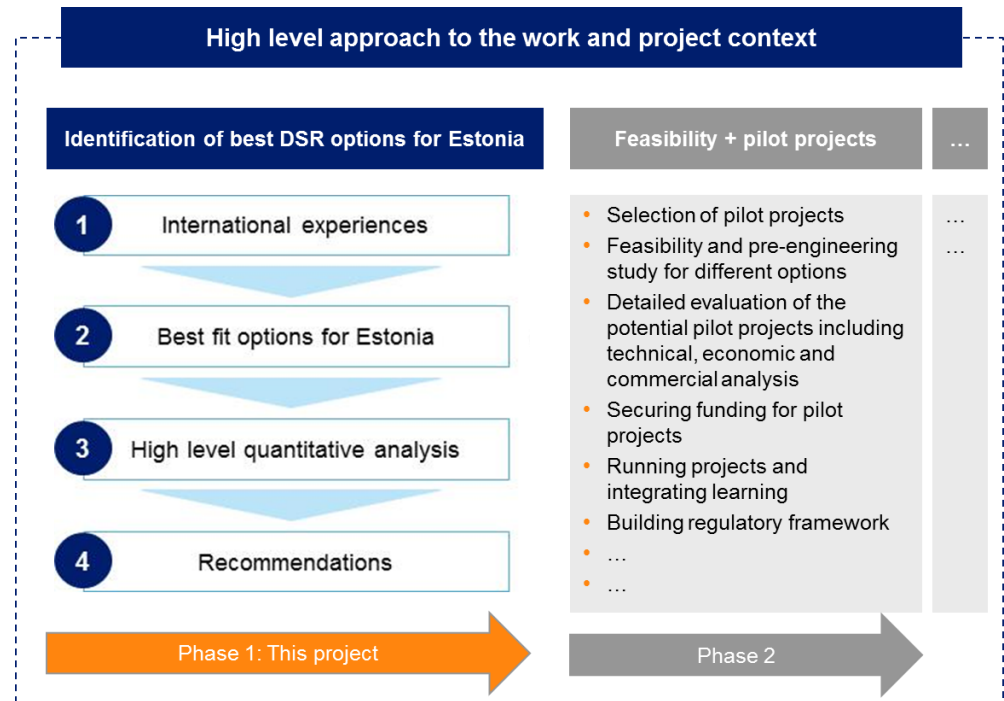 High level approach to the work and project context
Identification of best DSR options for Estonia
1
International experiences
2
Best fit options for Estonia
3
High level quantitative analysis
4
Recommendations
Phase 1: This project
Feasibility + pilot projects
• Selection of pilot projects
• Feasibility and pre-engineering
study for different options
• Detailed evaluation of the
potential pilot projects including
technical, economic and
commercial analysis
• Securing funding for pilot
projects
• Running projects and
integrating learning
• Building regulatory framework
• …
• …
Phase 2
…
…
…